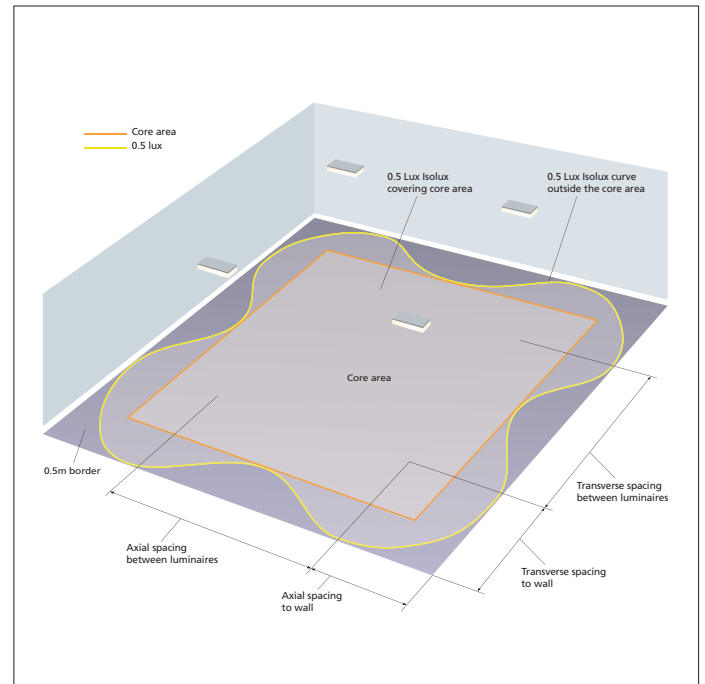 Core area
0.5 lux
0.5 Lux Isolux
covering core area
0.5 Lux Isolux curve
outside the core area
Core area
0.5m border
Axial spacing
between luminaires
Axial spacing
to wall
Transverse spacing
between luminaires
Transverse spacing
to wall